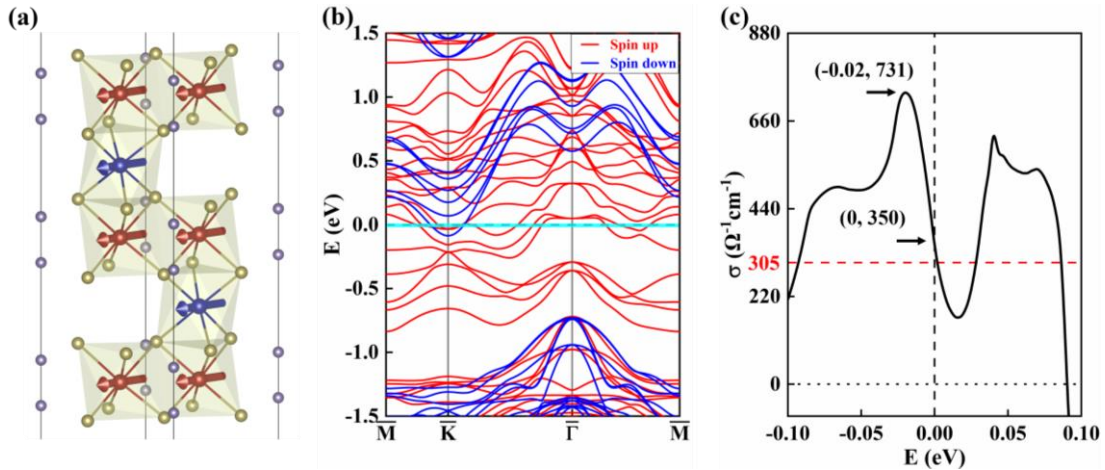 (a)
(b)
1.5
1.0
0.5
0.0
-0.5
-1.0
-1.5
E (eV)
Spin up
Spin down
M̅ K̅ Γ̅ M̅
(c)
880
660
440
305
220
0
σ (Ω⁻¹cm⁻¹)
(-0.02, 731)
(0, 350)
-0.10 -0.05 0.00 0.05 0.10
E (eV)